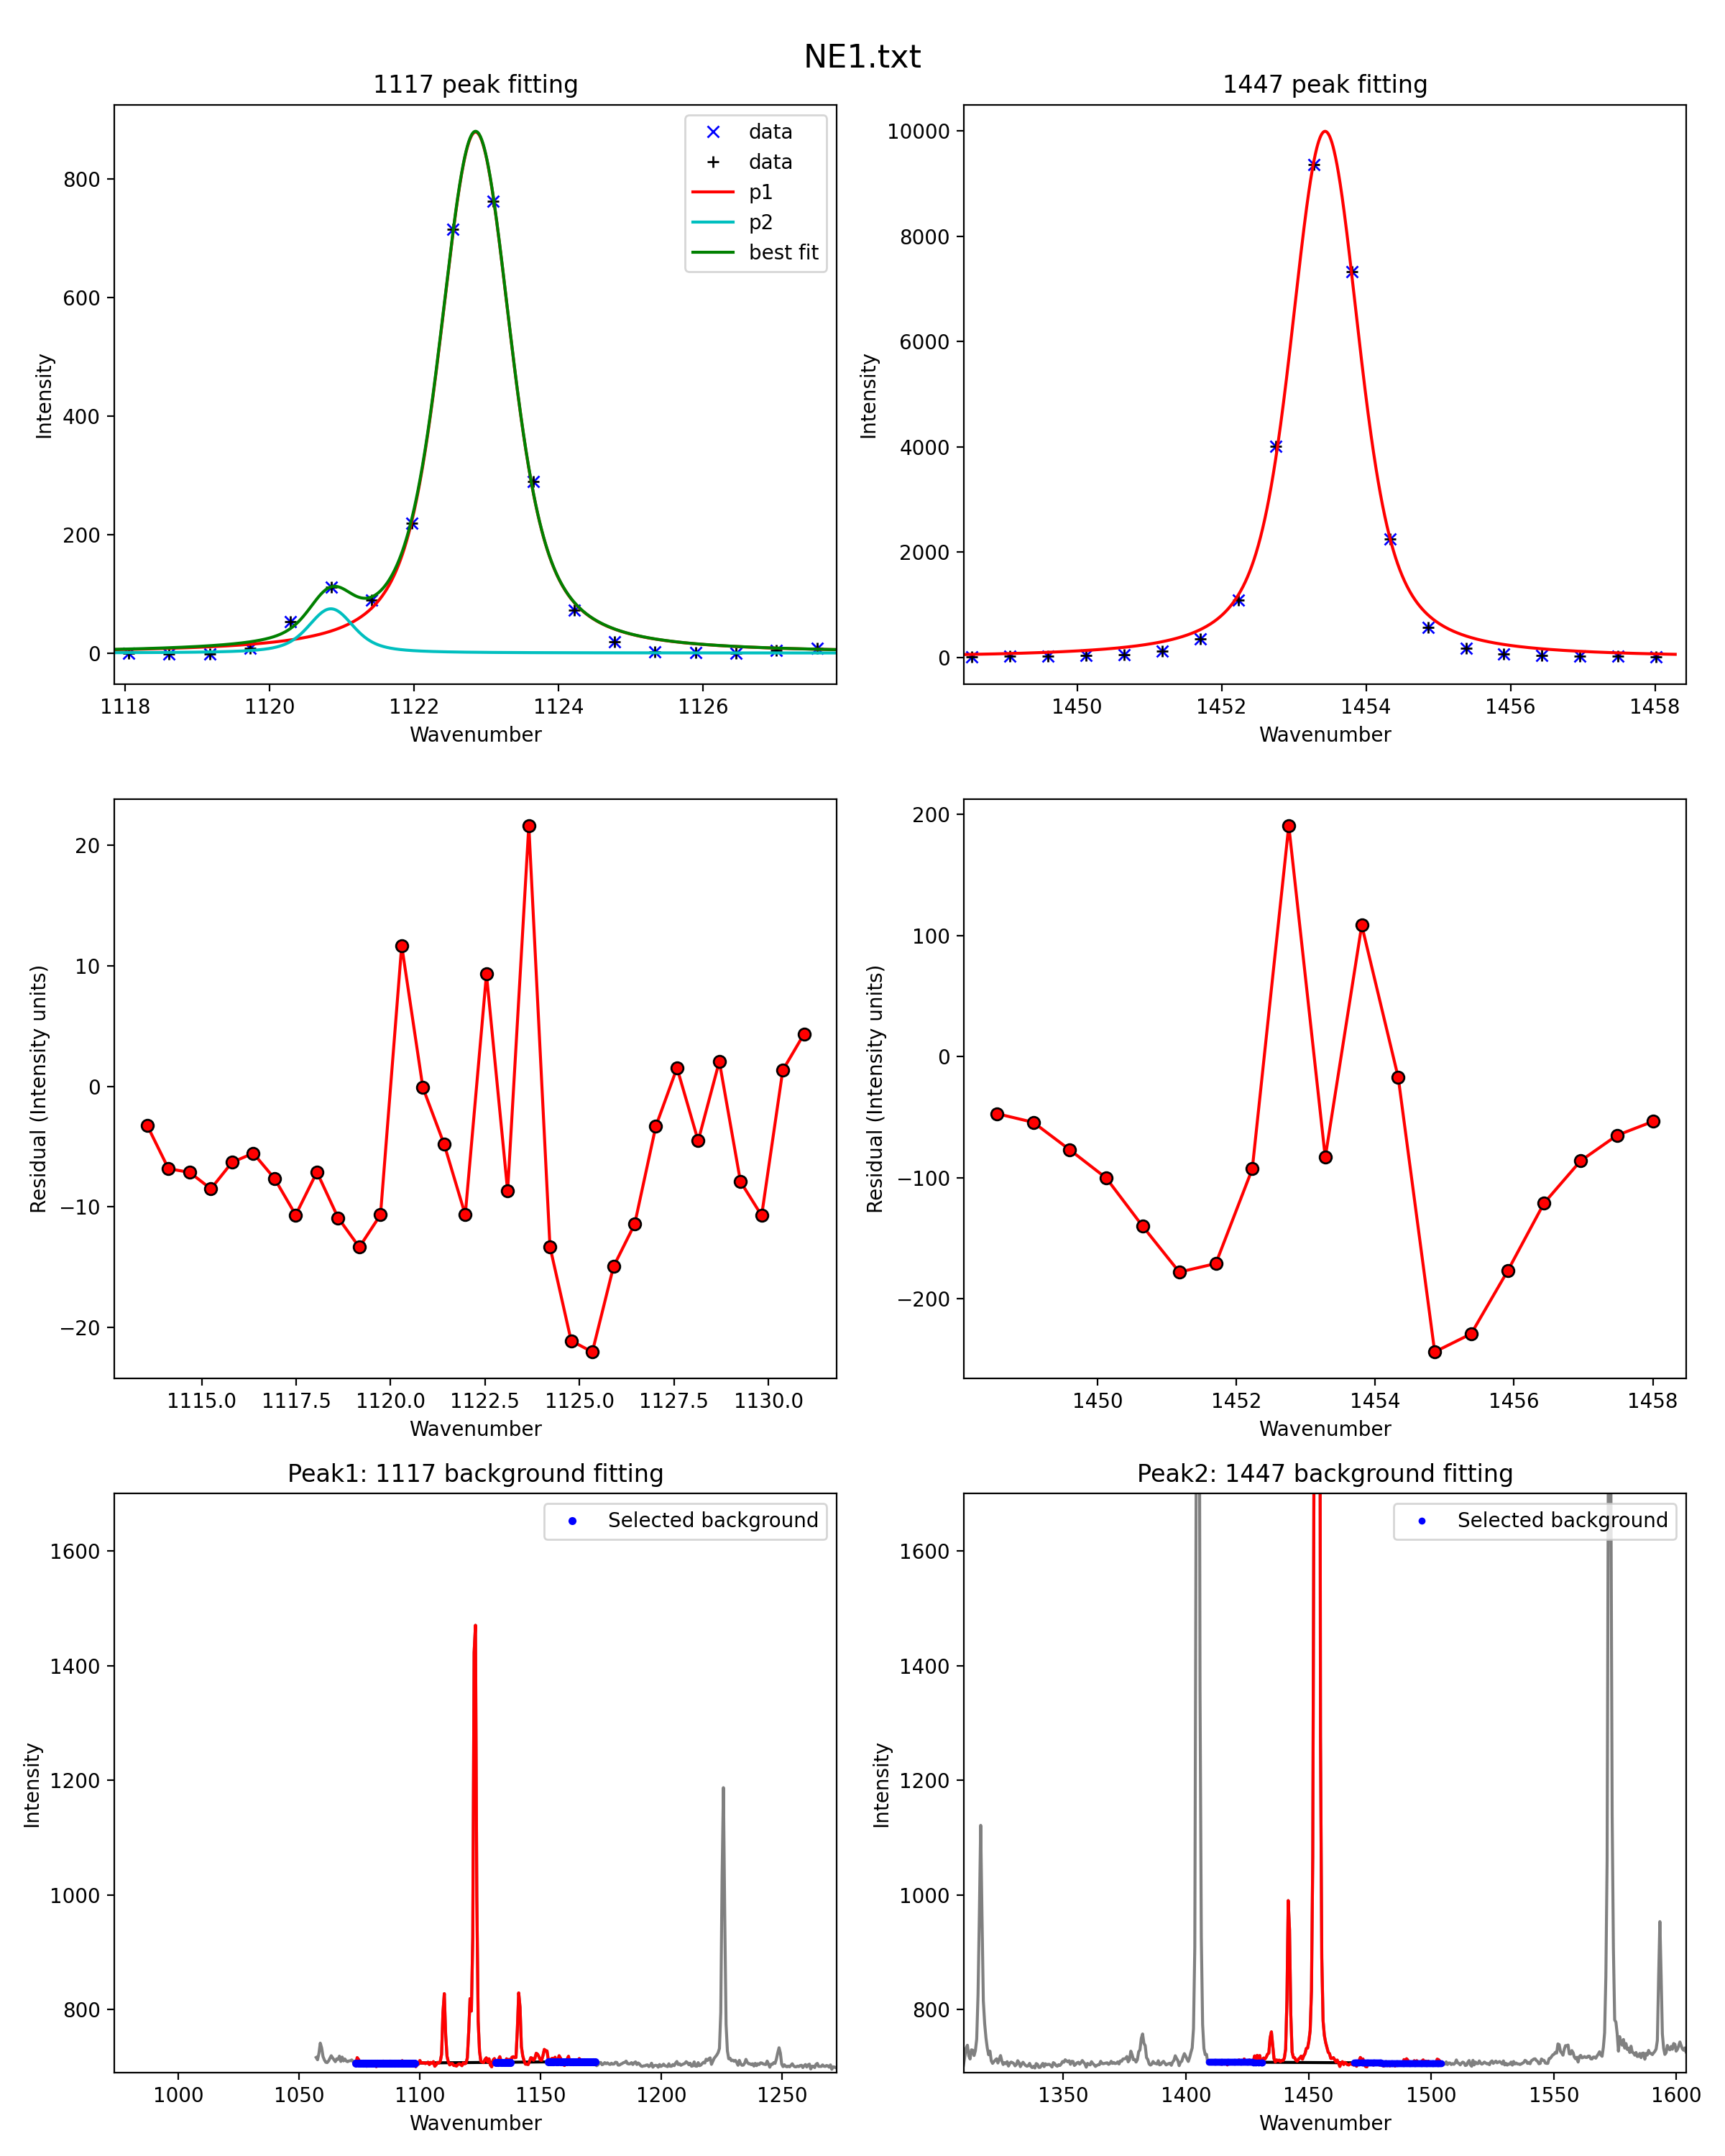 NE1.txt
1117 peak fitting
1447 peak fitting
data
data
p1
p2
best fit
800
600
400
200
0
Intensity
1118 1120 1122 1124 1126
Wavenumber
10000
8000
6000
4000
2000
0
Intensity
1450 1452 1454 1456 1458
Wavenumber
20
10
0
−10
−20
Residual (Intensity units)
1115.0 1117.5 1120.0 1122.5 1125.0 1127.5 1130.0
Wavenumber
200
100
0
−100
−200
Residual (Intensity units)
1450 1452 1454 1456 1458
Wavenumber
Peak1: 1117 background fitting
Selected background
1600
1400
1200
1000
800
Intensity
1000 1050 1100 1150 1200 1250
Wavenumber
Peak2: 1447 background fitting
Selected background
1600
1400
1200
1000
800
Intensity
1350 1400 1450 1500 1550 1600
Wavenumber